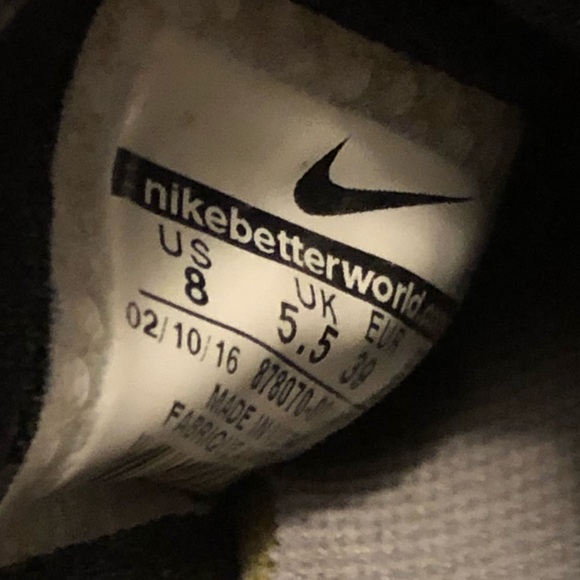 nikebetterworld
US UK EUR
8 5.5 39
02/10/16 878070-
MADE IN